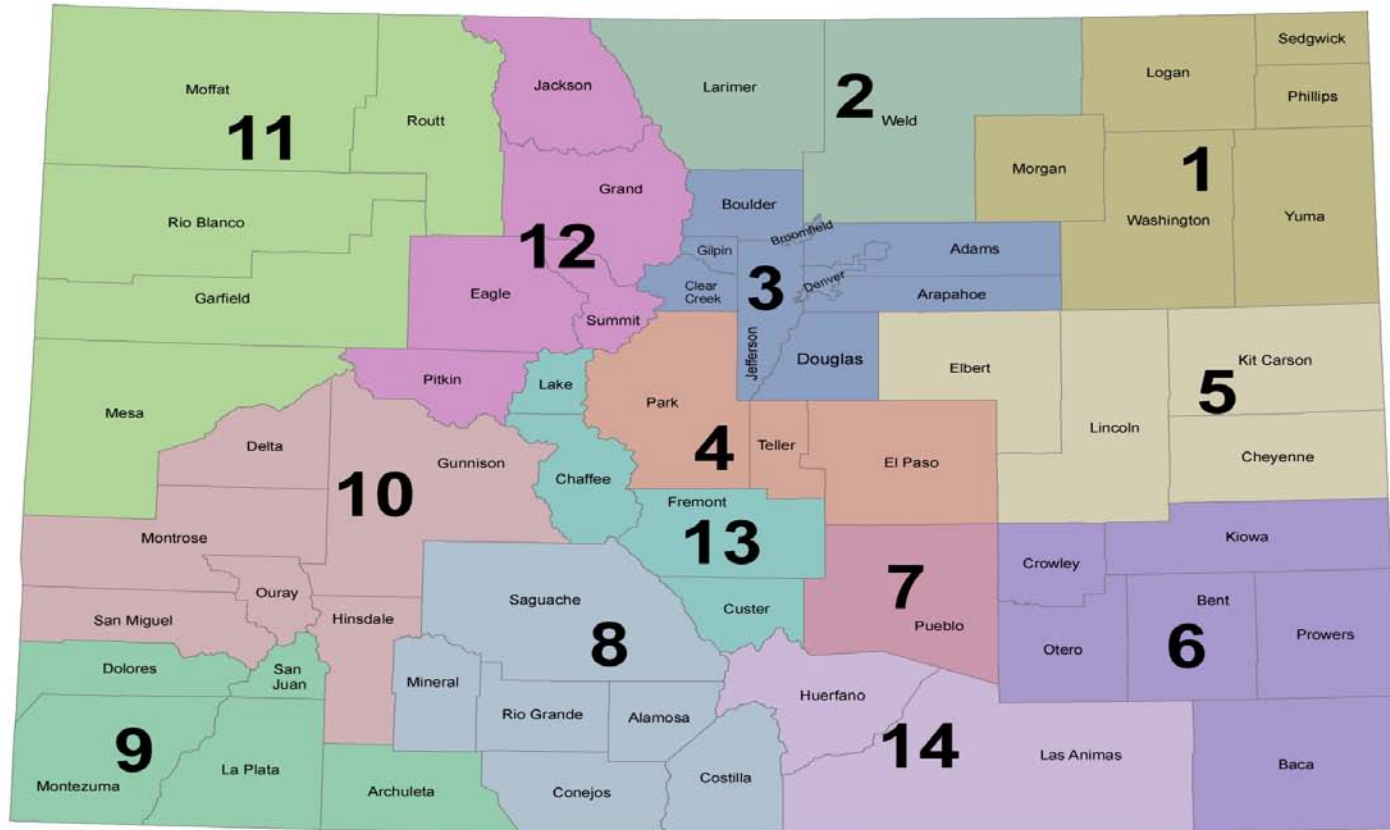 Moffat
11
Routt
Jackson
Larimer
2
Weld
Logan
Sedgwick
Phillips
Morgan
1
Washington
Yuma
Rio Blanco
Garfield
Grand
12
Eagle
Summit
Boulder
Broomfield
Gilpin
Clear
Creek
3
Denver
Adams
Arapahoe
Jefferson
Douglas
Elbert
Kit Carson
5
Lincoln
Cheyenne
Mesa
Pitkin
Lake
Park
4
Teller
El Paso
Delta
Gunnison
10
Chaffee
Fremont
13
Custer
Montrose
Ouray
San Miguel
Hinsdale
Saguache
8
7
Pueblo
Crowley
Kiowa
Bent
6
Otero
Prowers
Dolores
San
Juan
Mineral
Rio Grande
Alamosa
Huerfano
14
Las Animas
Baca
9
Montezuma
La Plata
Archuleta
Conejos
Costilla